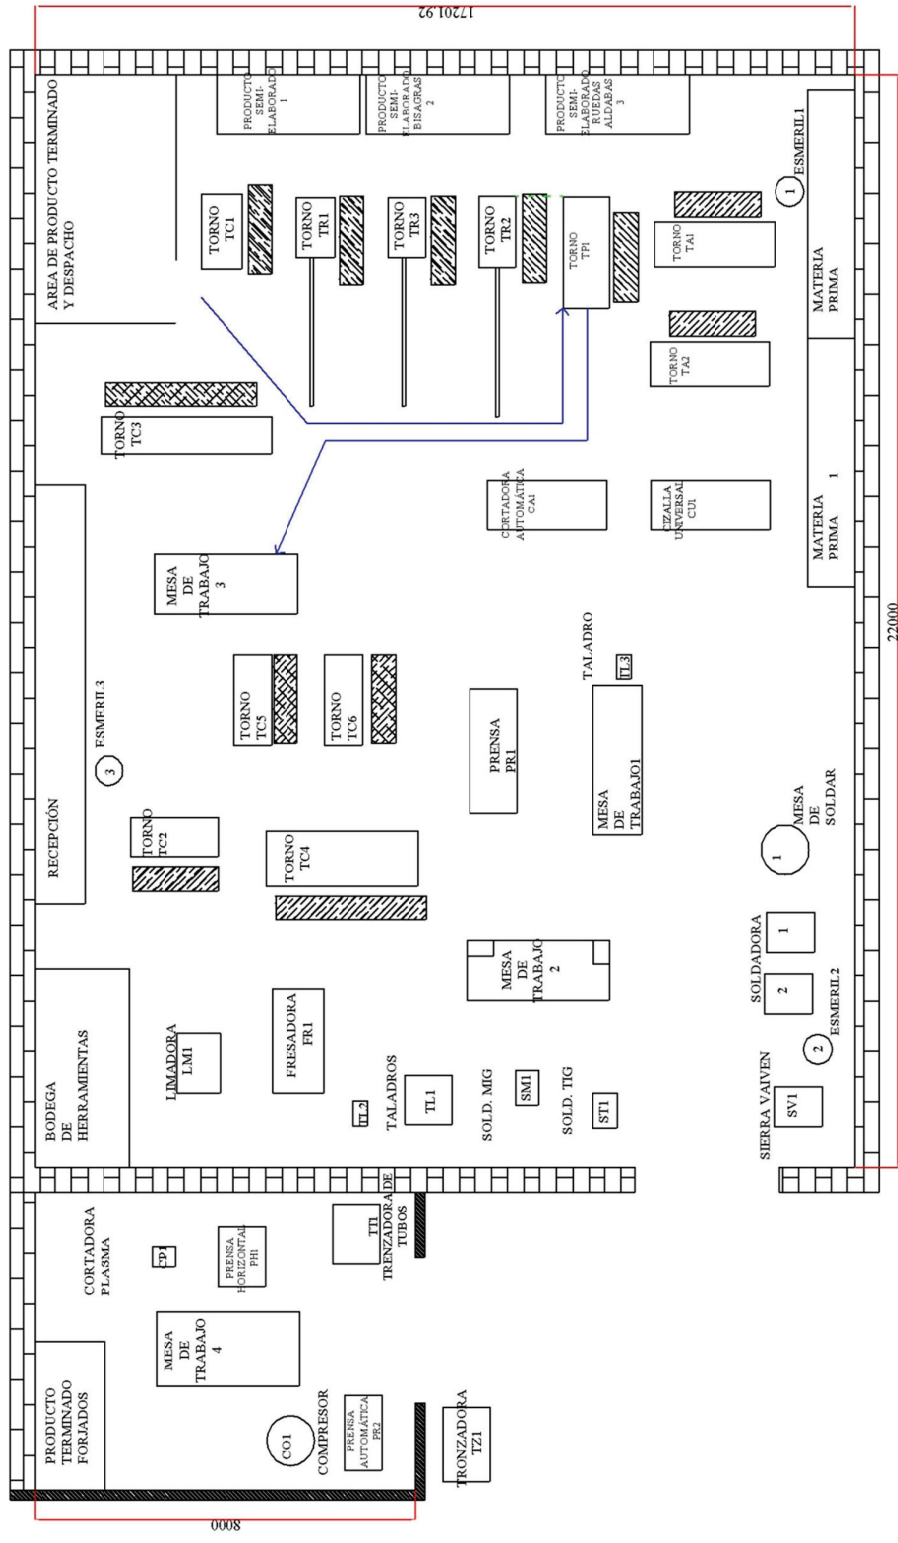 17201.92
AREA DE PRODUCTO TERMINADO
Y DESPACHO
PRODUCTO
SEMI-
ELABORADO
1
PRODUCTO
SEMI-
ELABORADO
BISAGRAS
2
PRODUCTO
SEMI-
ELABORADO
RUEDAS
ALDABAS
3
ESMERIL1
1
TORNO
TC1
TORNO
TR1
TORNO
TR3
TORNO
TR2
TORNO
TP1
TORNO
TA1
MATERIA
PRIMA
TORNO
TA2
TORNO
TC3
CORTADORA
AUTOMÁTICA
CA1
CIZALLA
UNIVERSAL
CU1
MATERIA 1
PRIMA
MESA
DE
TRABAJO
3
22000
TALADRO
TL3
TORNO
TC5
TORNO
TC6
PRENSA
PR1
MESA
DE
TRABAJO1
ESMERIL3
3
RECEPCIÓN
TORNO
TC2
TORNO
TC4
MESA
DE
SOLDAR
1
SOLDADORA
1
2
MESA
DE
TRABAJO
2
ESMERIL2
2
BODEGA
DE
HERRAMIENTAS
LIMADORA
LM1
FRESADORA
FR1
TL2
TALADROS
TL1
SOLD. MIG
SM1
SOLD. TIG
ST1
SIERRA VAIVEN
SV1
CORTADORA
PLASMA
CP1
PRENSA
HORIZONTAL
PH1
TT1
TRENZADORA DE
TUBOS
MESA
DE
TRABAJO
4
PRODUCTO
TERMINADO
FORJADOS
CO1
COMPRESOR
PRENSA
AUTOMÁTICA
PR2
TRONZADORA
TZ1
8000